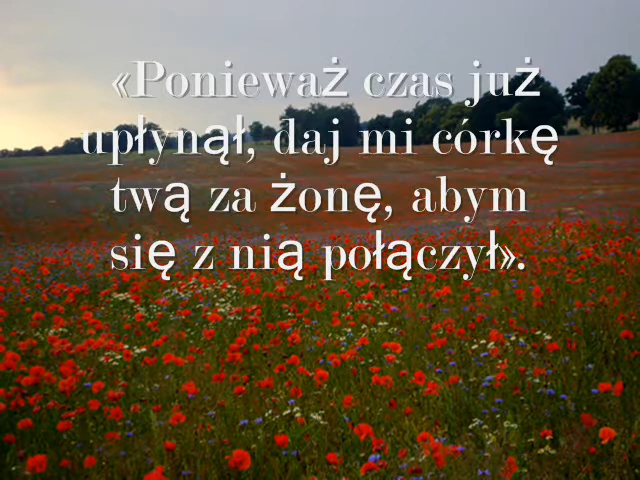 «Ponieważ czas już
upłynął, daj mi córkę
twą za żonę, abym
się z nią połączył».